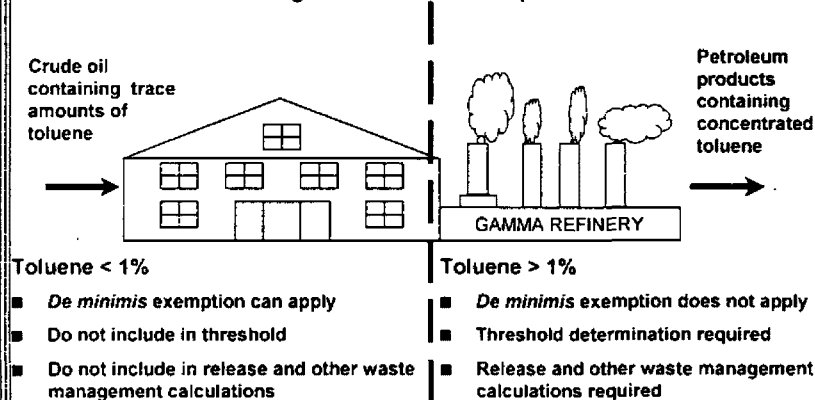 Crude oil
containing trace
amounts of
toluene
Petroleum
products
containing
concentrated
toluene
GAMMA REFINERY
Toluene < 1%
■ De minimis exemption can apply
■ Do not include in threshold
■ Do not include in release and other waste
management calculations
Toluene > 1%
■ De minimis exemption does not apply
■ Threshold determination required
■ Release and other waste management
calculations required